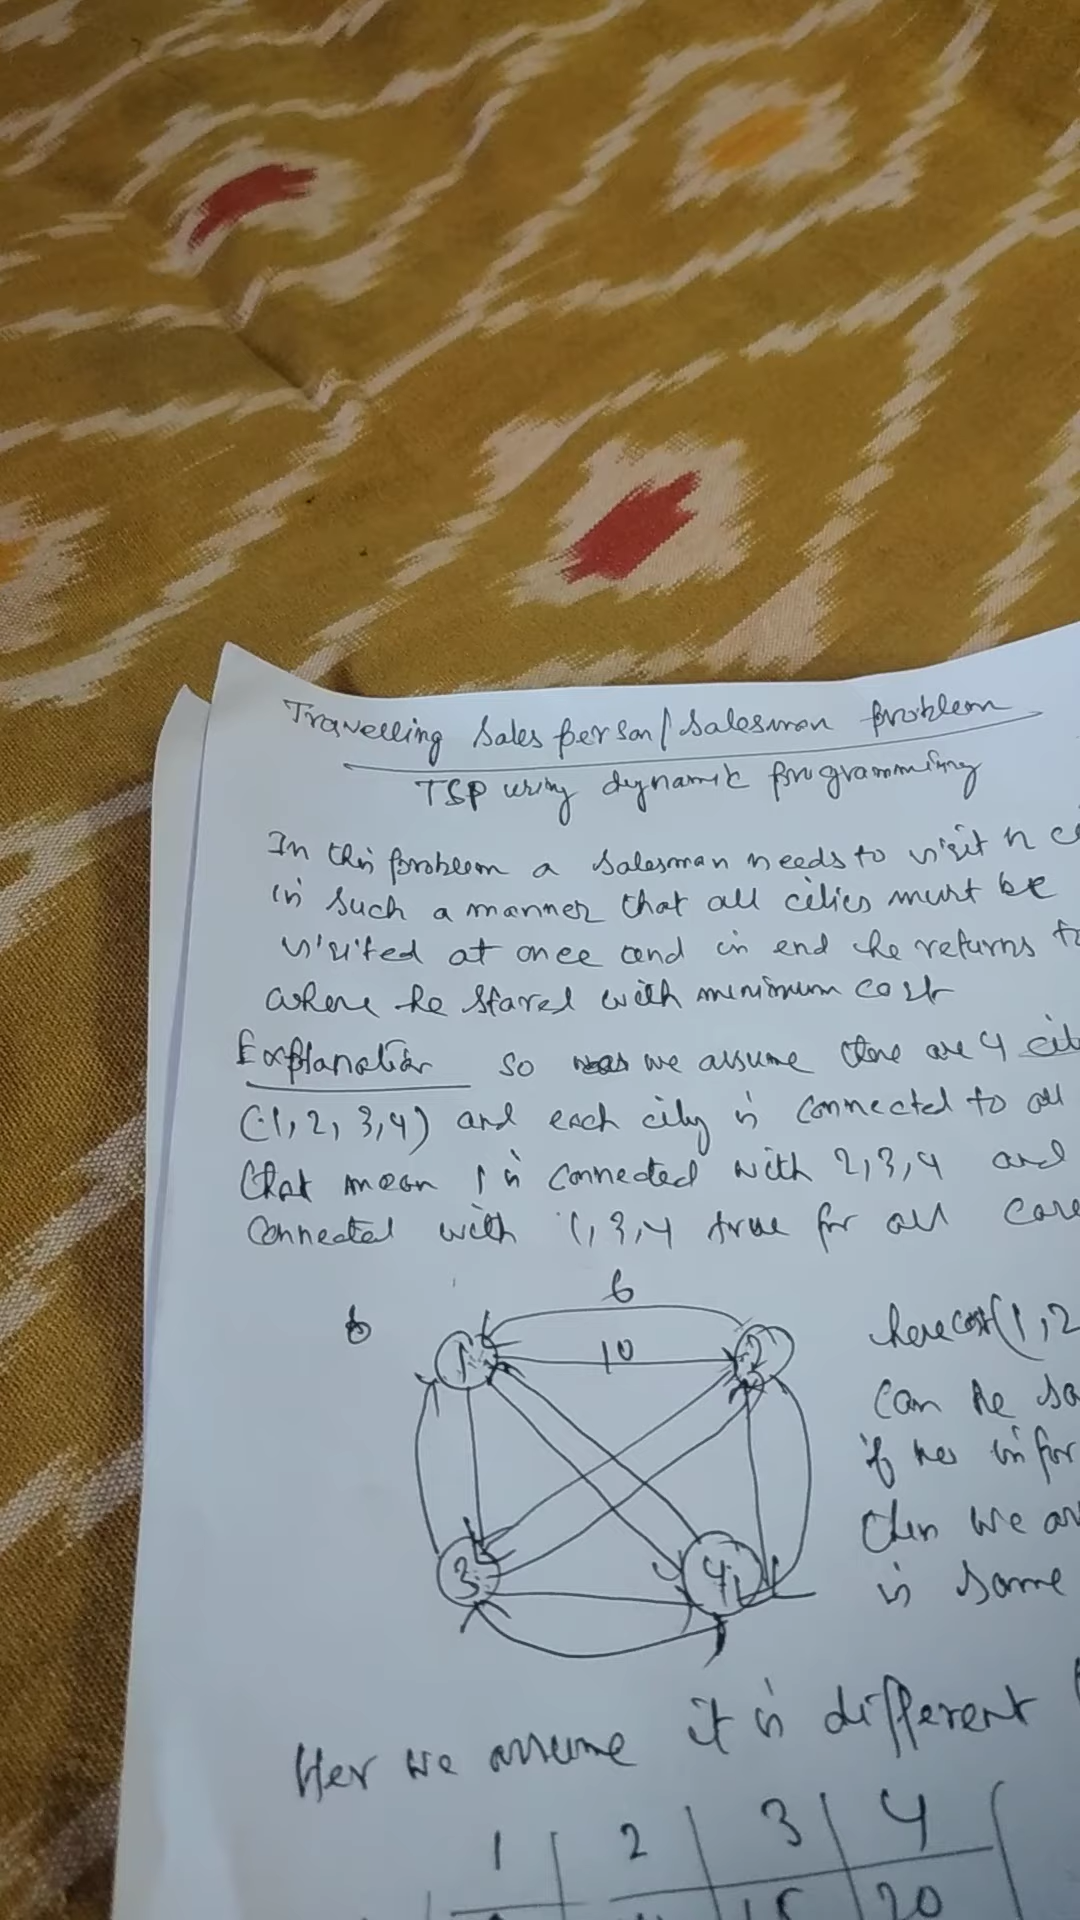 Travelling Sales person/Salesman problem
TSP using dynamic programming
In this problem a salesman needs to visit n
in such a manner that all cities must be
visited at once and in end he returns to
where he stared with minimum cost
Explanation so we assume there are 4
(1, 2, 3, 4) and each city is connected to all
that mean 1 is connected with 2, 3, 4 and
connected with 1, 3, 4 true for all case
6
10
1
2
3
4
here cost(1, 2
can be
if
then we
is same
Her we assume it is different
1 2 3 4
15 20